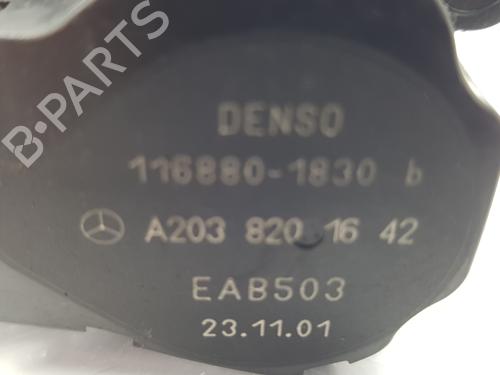 DENSO
116880-1830 b
A203 820 16 42
EAB503
23.11.01
B-PARTS